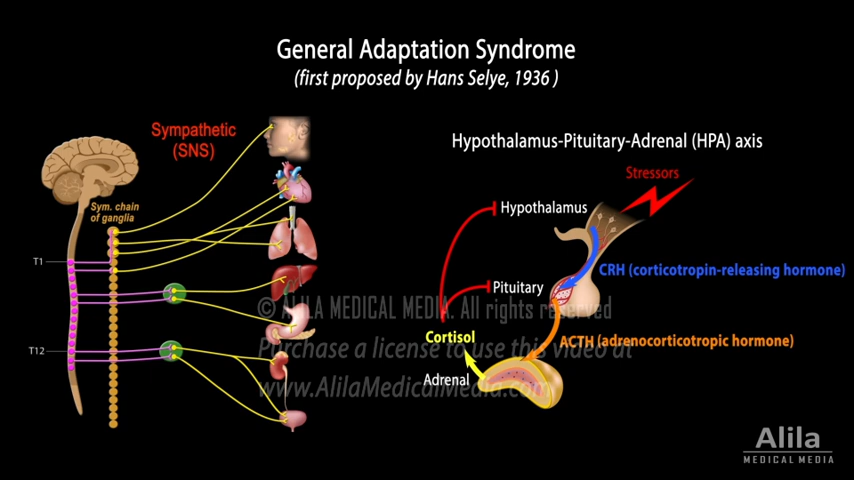 General Adaptation Syndrome
(first proposed by Hans Selye, 1936 )
Sympathetic
(SNS)
Sym. chain
of ganglia
T1
T12
Hypothalamus-Pituitary-Adrenal (HPA) axis
Stressors
Hypothalamus
CRH (corticotropin-releasing hormone)
Pituitary
Cortisol
ACTH (adrenocorticotropic hormone)
Adrenal
© ALILA MEDICAL MEDIA. All rights reserved
Purchase a license to use this video at
www.AlilaMedicalMedia.com
Alila
MEDICAL MEDIA